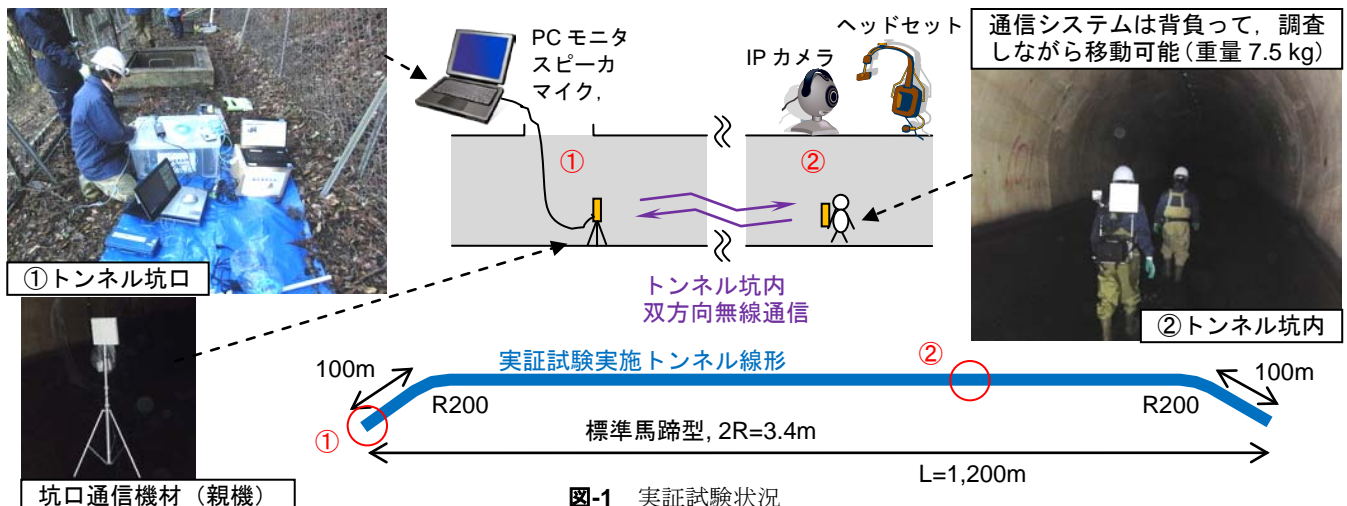 PC モニタ
スピーカ
マイク,
ヘッドセット
IP カメラ
通信システムは背負って，調査
しながら移動可能（重量 7.5 kg）
①
②
①トンネル坑口
トンネル坑内
双方向無線通信
②トンネル坑内
実証試験実施トンネル線形
②
100m
100m
R200
R200
①
標準馬蹄型, 2R=3.4m
L=1,200m
坑口通信機材（親機）
図-1 実証試験状況